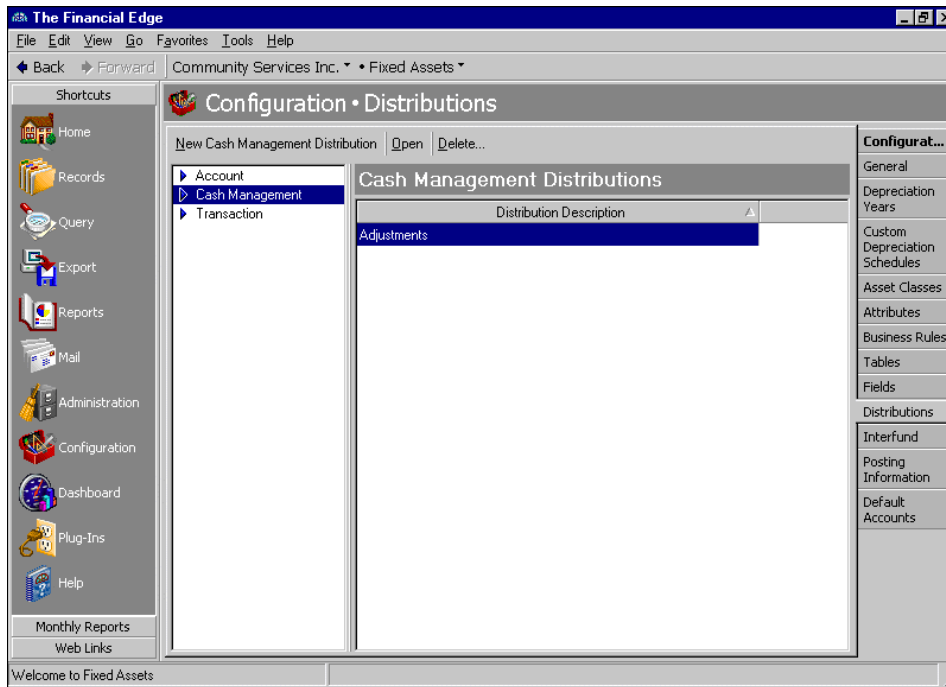 The Financial Edge
File Edit View Go Favorites Tools Help
Back Forward Community Services Inc. • Fixed Assets
Shortcuts
Home
Records
Query
Export
Reports
Mail
Administration
Configuration
Dashboard
Plug-Ins
Help
Monthly Reports
Web Links
Configuration • Distributions
New Cash Management Distribution Open Delete...
Account
Cash Management
Transaction
Cash Management Distributions
Distribution Description
Adjustments
Configurat...
General
Depreciation
Years
Custom
Depreciation
Schedules
Asset Classes
Attributes
Business Rules
Tables
Fields
Distributions
Interfund
Posting
Information
Default
Accounts
Welcome to Fixed Assets